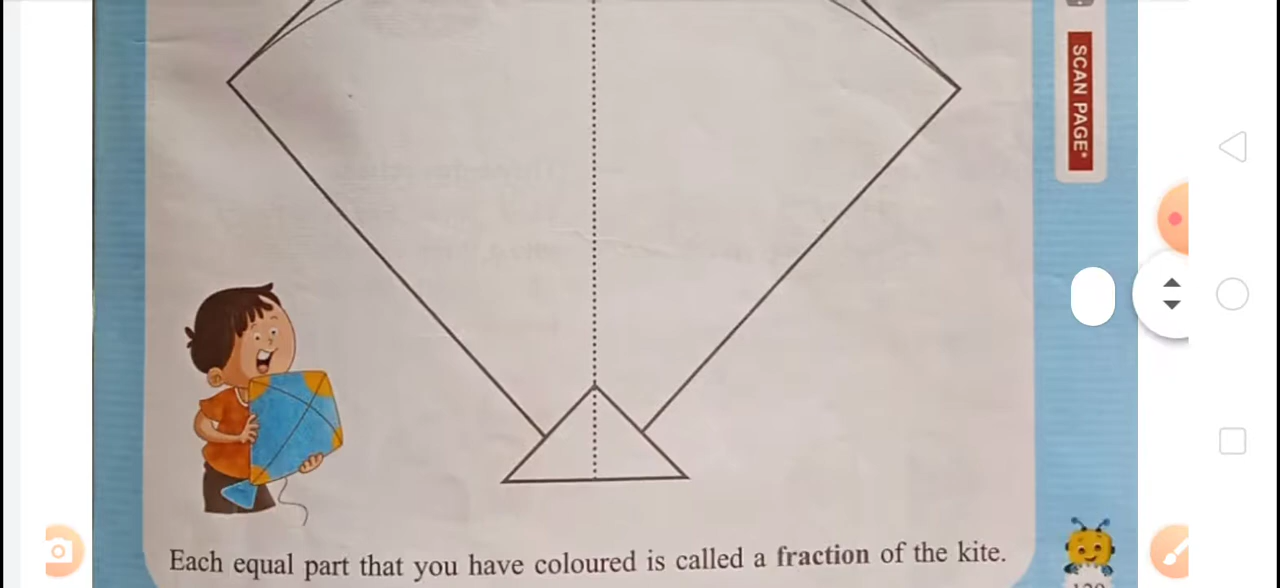 SCAN PAGE*
Each equal part that you have coloured is called a fraction of the kite.